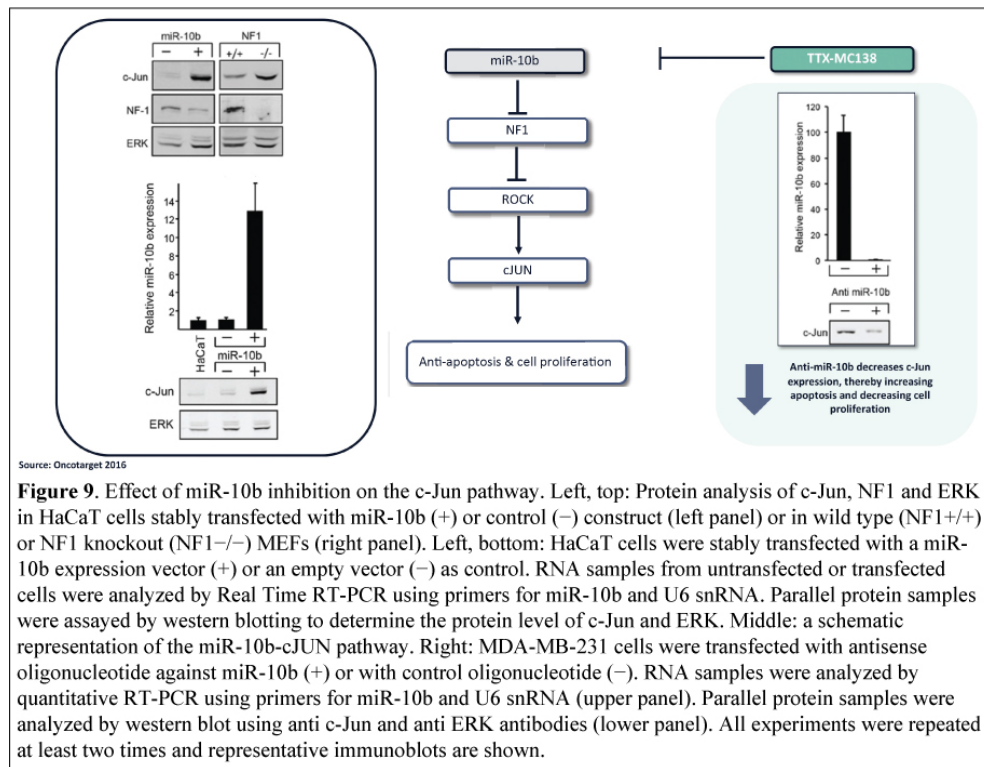 miR-10b NF1
− + +/+ -/-
c-Jun
NF-1
ERK
Relative miR-10b expression
14
12
10
8
6
4
2
HaCaT
− +
miR-10b
− +
c-Jun
ERK
miR-10b
NF1
ROCK
cJUN
Anti-apoptosis & cell proliferation
TTX-MC138
Relative miR-10b expression
120
100
80
60
40
20
0
− +
Anti miR-10b
− +
c-Jun
Anti-miR-10b decreases c-Jun
expression, thereby increasing
apoptosis and decreasing cell
proliferation
Source: Oncotarget 2016
Figure 9. Effect of miR-10b inhibition on the c-Jun pathway. Left, top: Protein analysis of c-Jun, NF1 and ERK
in HaCaT cells stably transfected with miR-10b (+) or control (−) construct (left panel) or in wild type (NF1+/+)
or NF1 knockout (NF1−/−) MEFs (right panel). Left, bottom: HaCaT cells were stably transfected with a miR-
10b expression vector (+) or an empty vector (−) as control. RNA samples from untransfected or transfected
cells were analyzed by Real Time RT-PCR using primers for miR-10b and U6 snRNA. Parallel protein samples
were assayed by western blotting to determine the protein level of c-Jun and ERK. Middle: a schematic
representation of the miR-10b-cJUN pathway. Right: MDA-MB-231 cells were transfected with antisense
oligonucleotide against miR-10b (+) or with control oligonucleotide (−). RNA samples were analyzed by
quantitative RT-PCR using primers for miR-10b and U6 snRNA (upper panel). Parallel protein samples were
analyzed by western blot using anti c-Jun and anti ERK antibodies (lower panel). All experiments were repeated
at least two times and representative immunoblots are shown.